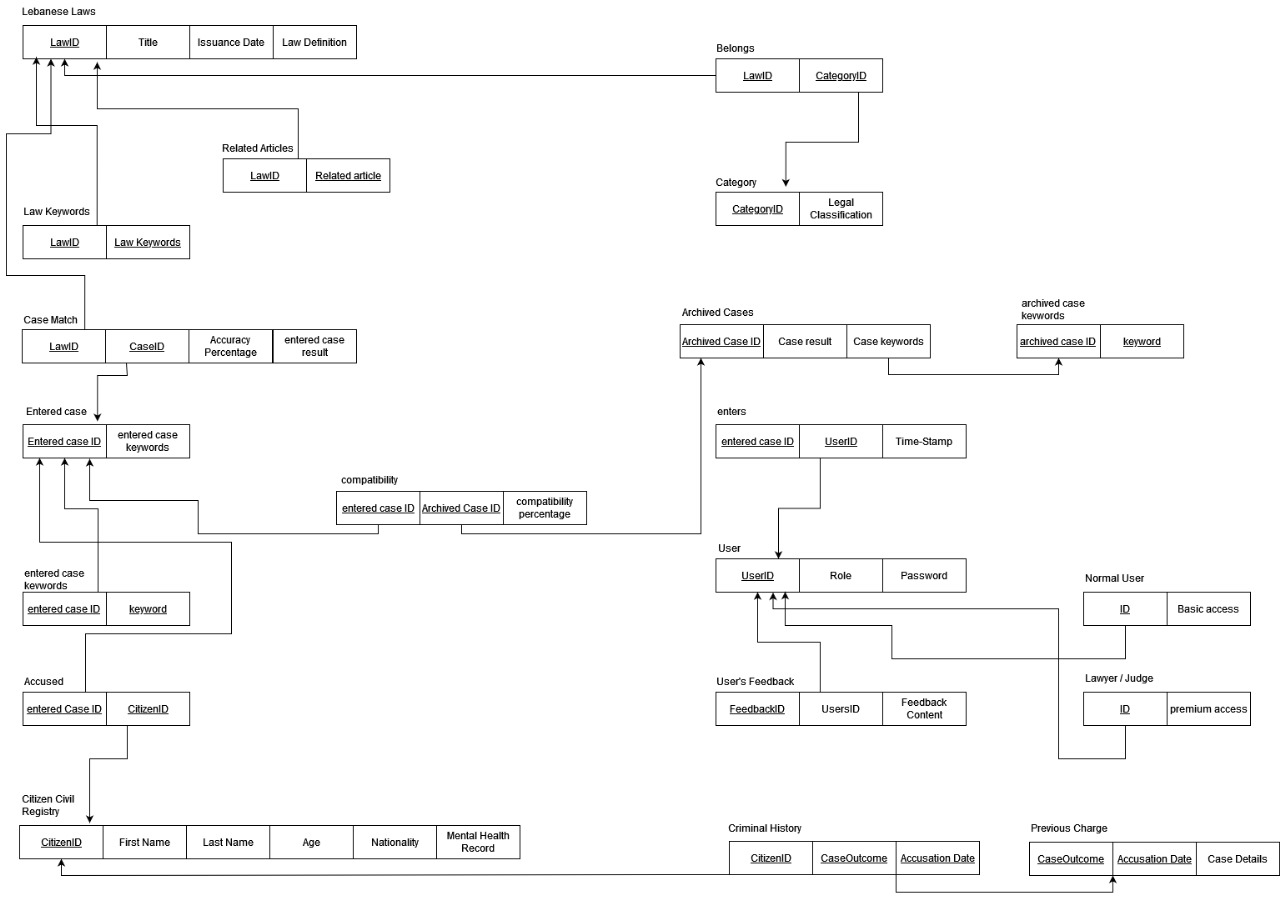 Lebanese Laws
LawID Title Issuance Date Law Definition
Belongs
LawID CategoryID
Related Articles
LawID Related article
Category
CategoryID Legal
Classification
Law Keywords
LawID Law Keywords
Case Match
LawID CaseID Accuracy
Percentage entered case
result
Archived Cases
Archived Case ID Case result Case keywords
archived case
kewords
archived case ID keyword
Entered case
Entered case ID entered case
keywords
enters
entered case ID UserID Time-Stamp
compatibility
entered case ID Archived Case ID compatibility
percentage
User
UserID Role Password
entered case
kewords
entered case ID keyword
Normal User
ID Basic access
Accused
entered Case ID CitizenID
User's Feedback
FeedbackID UsersID Feedback
Content
Lawyer / Judge
ID premium access
Citizen Civil
Registry
CitizenID First Name Last Name Age Nationality Mental Health
Record
Criminal History
CitizenID CaseOutcome Accusation Date
Previous Charge
CaseOutcome Accusation Date Case Details